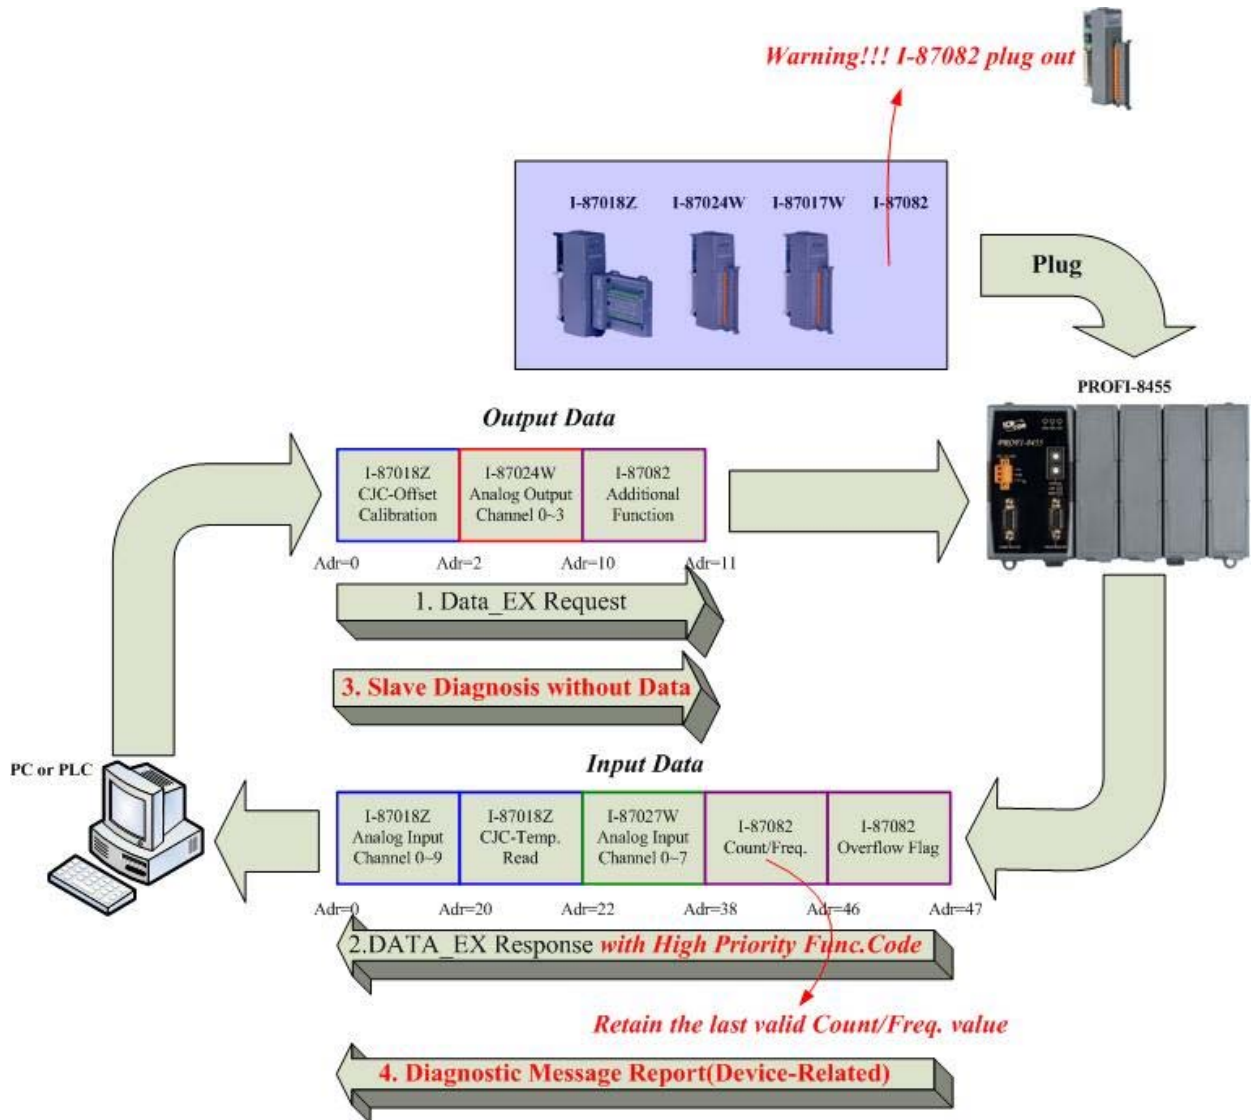 Warning!!! I-87082 plug out
I-87018Z
I-87024W
I-87017W
I-87082
Plug
PROFI-8455
PROFI-8455
Output Data
I-87018Z
CJC-Offset
Calibration
I-87024W
Analog Output
Channel 0~3
I-87082
Additional
Function
Adr=0
Adr=2
Adr=10
Adr=11
1. Data_EX Request
3. Slave Diagnosis without Data
PC or PLC
Input Data
I-87018Z
Analog Input
Channel 0~9
I-87018Z
CJC-Temp.
Read
I-87027W
Analog Input
Channel 0~7
I-87082
Count/Freq.
I-87082
Overflow Flag
Adr=0
Adr=20
Adr=22
Adr=38
Adr=46
Adr=47
2.DATA_EX Response with High Priority Func.Code
Retain the last valid Count/Freq. value
4. Diagnostic Message Report(Device-Related)